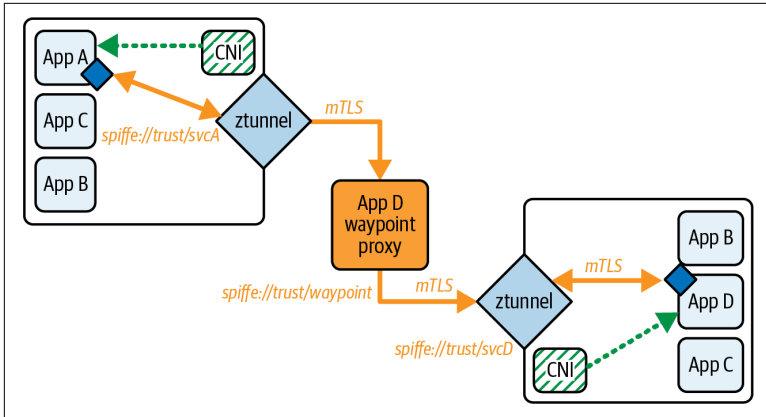 App A
CNI
mTLS
ztunnel
spiffe://trust/svcA
App C
App B
App D
waypoint
proxy
App B
mTLS
spiffe://trust/waypoint
mTLS
ztunnel
App D
spiffe://trust/svcD
CNI
App C